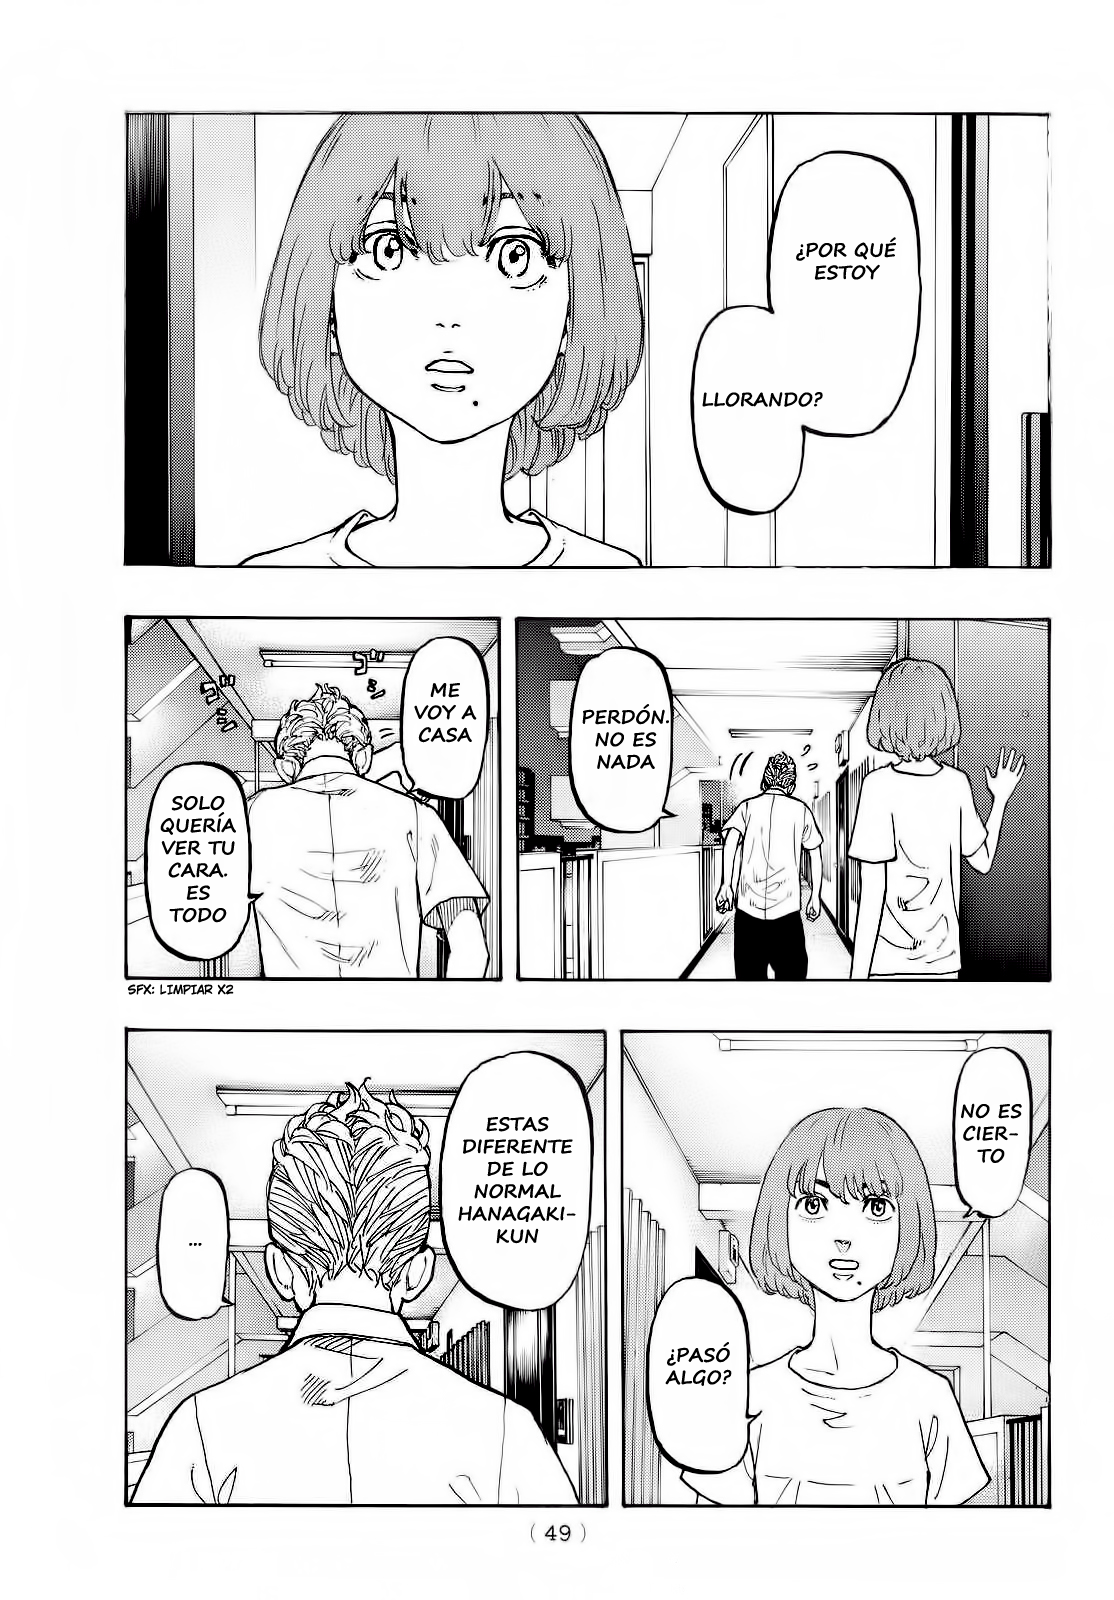 ¿POR QUÉ
ESTOY
LLORANDO?
PERDÓN.
NO ES
NADA
ME
VOY A
CASA
SOLO
QUERÍA
VER TU
CARA.
ES
TODO
SFX: LIMPIAR X2
NO ES
CIER-
TO
¿PASÓ
ALGO?
ESTAS
DIFERENTE
DE LO
NORMAL
HANAGAKI-
KUN
...
( 49 )